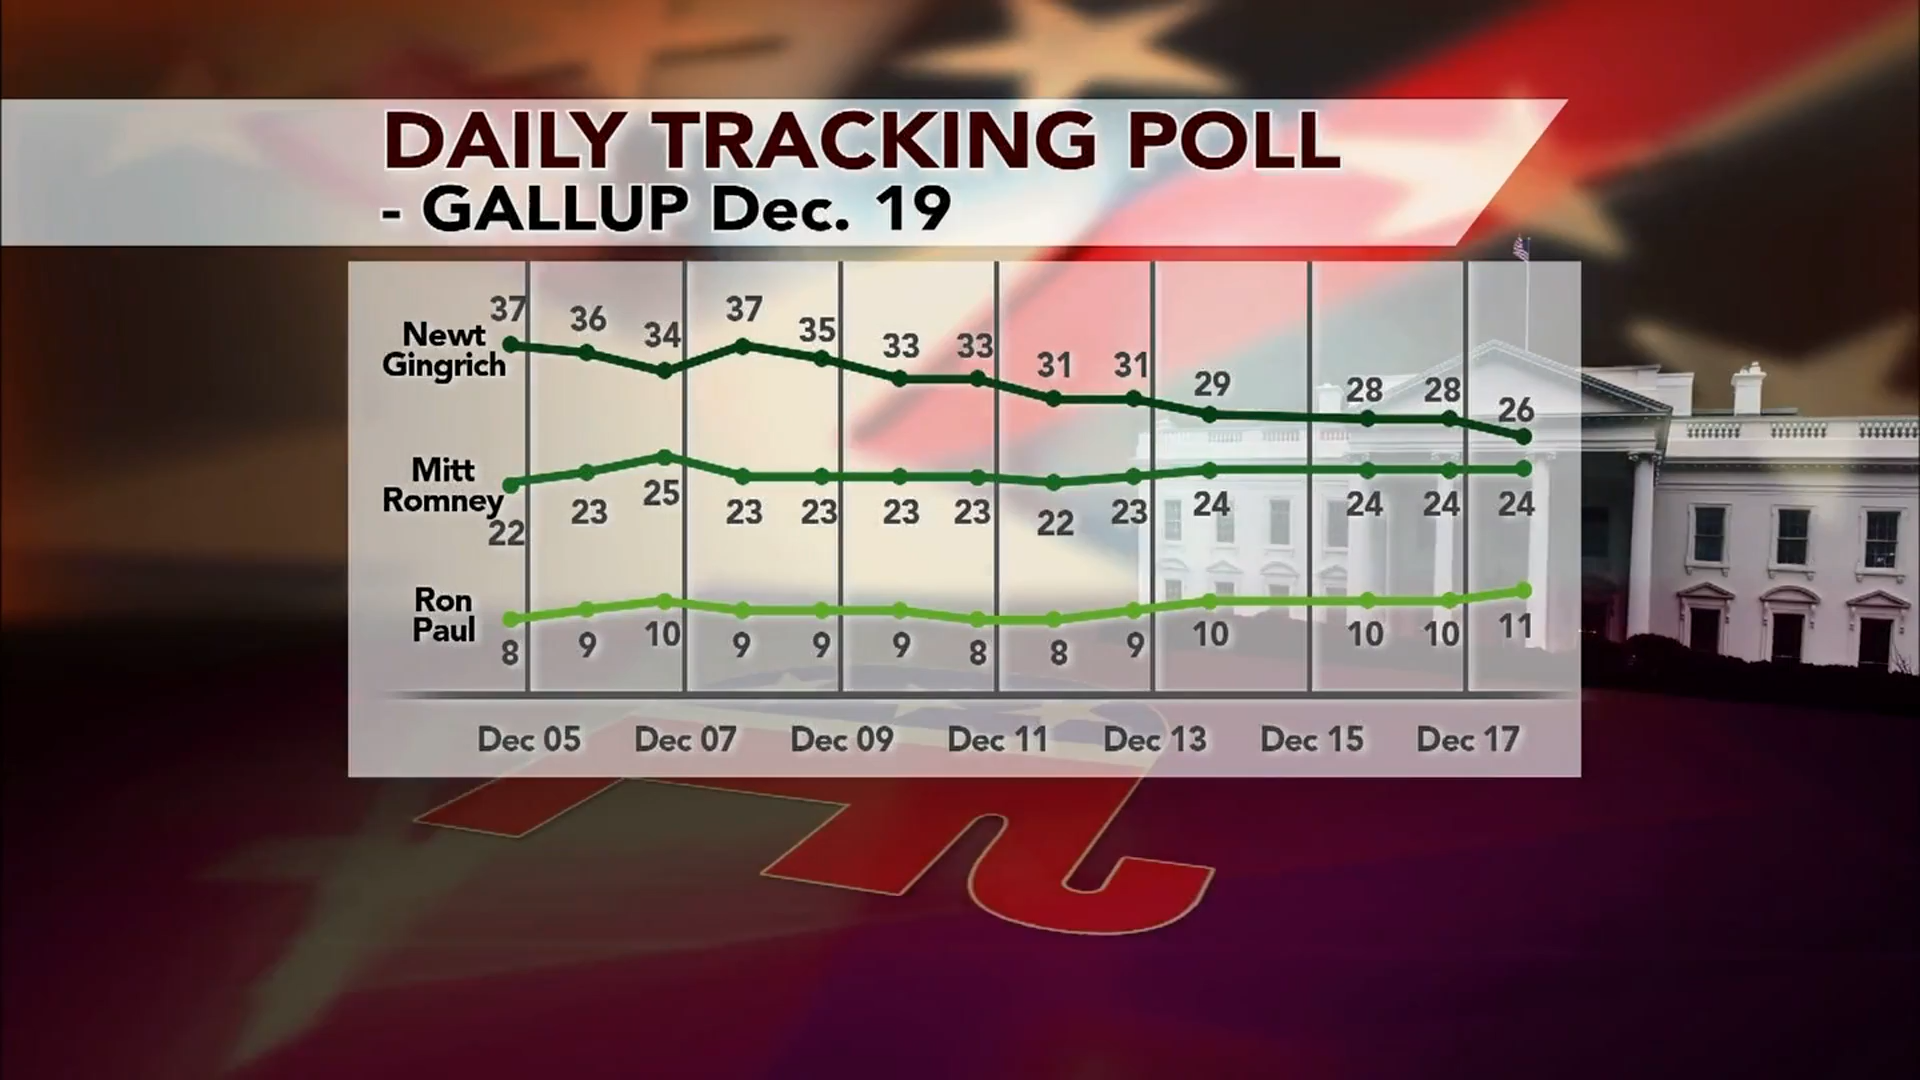 DAILY TRACKING POLL
- GALLUP Dec. 19
Newt
Gingrich
37 36 34 37 35 33 33 31 31 29 28 28 26
Mitt
Romney
22 23 25 23 23 23 23 22 23 24 24 24 24
Ron
Paul
8 9 10 9 9 9 8 8 9 10 10 10 11
Dec 05 Dec 07 Dec 09 Dec 11 Dec 13 Dec 15 Dec 17